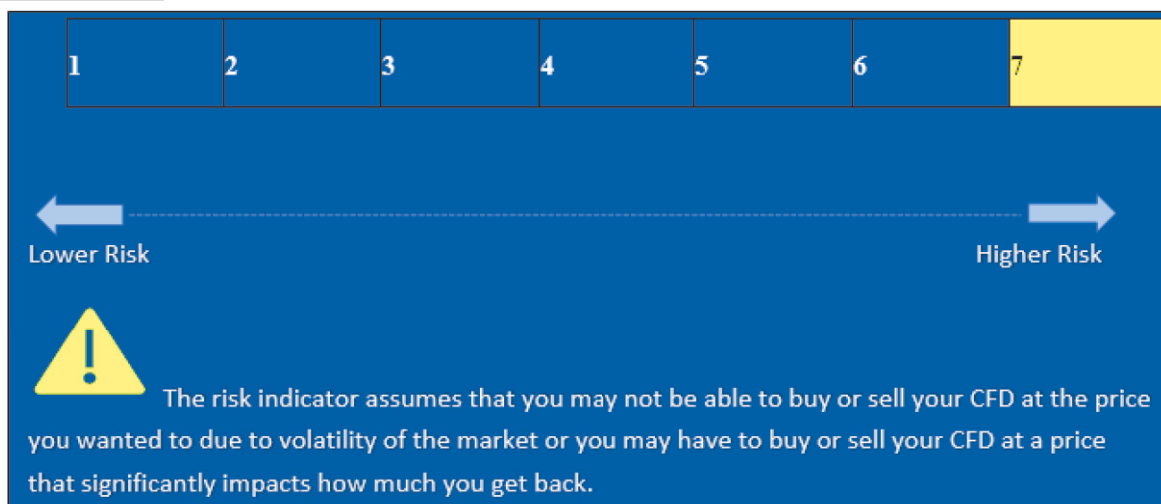 1 2 3 4 5 6 7
Lower Risk Higher Risk
! The risk indicator assumes that you may not be able to buy or sell your CFD at the price
you wanted to due to volatility of the market or you may have to buy or sell your CFD at a price
that significantly impacts how much you get back.